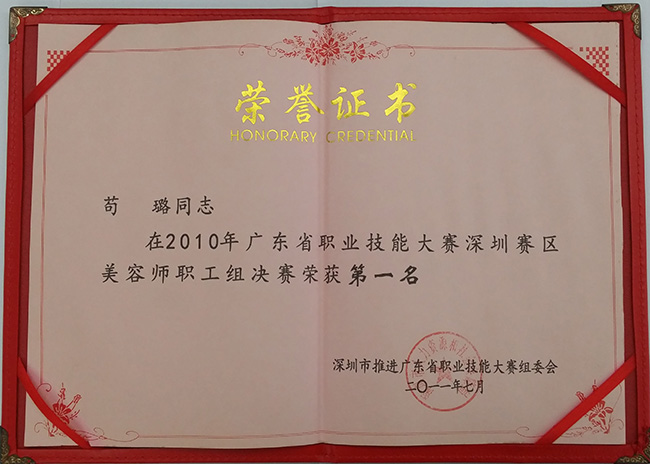 荣誉证书
HONORARY CREDENTIAL
苟 璐同志
在2010年广东省职业技能大赛深圳赛区
美容师职工组决赛荣获第一名
深圳市推进广东省职业技能大赛组委会
二〇一一年七月